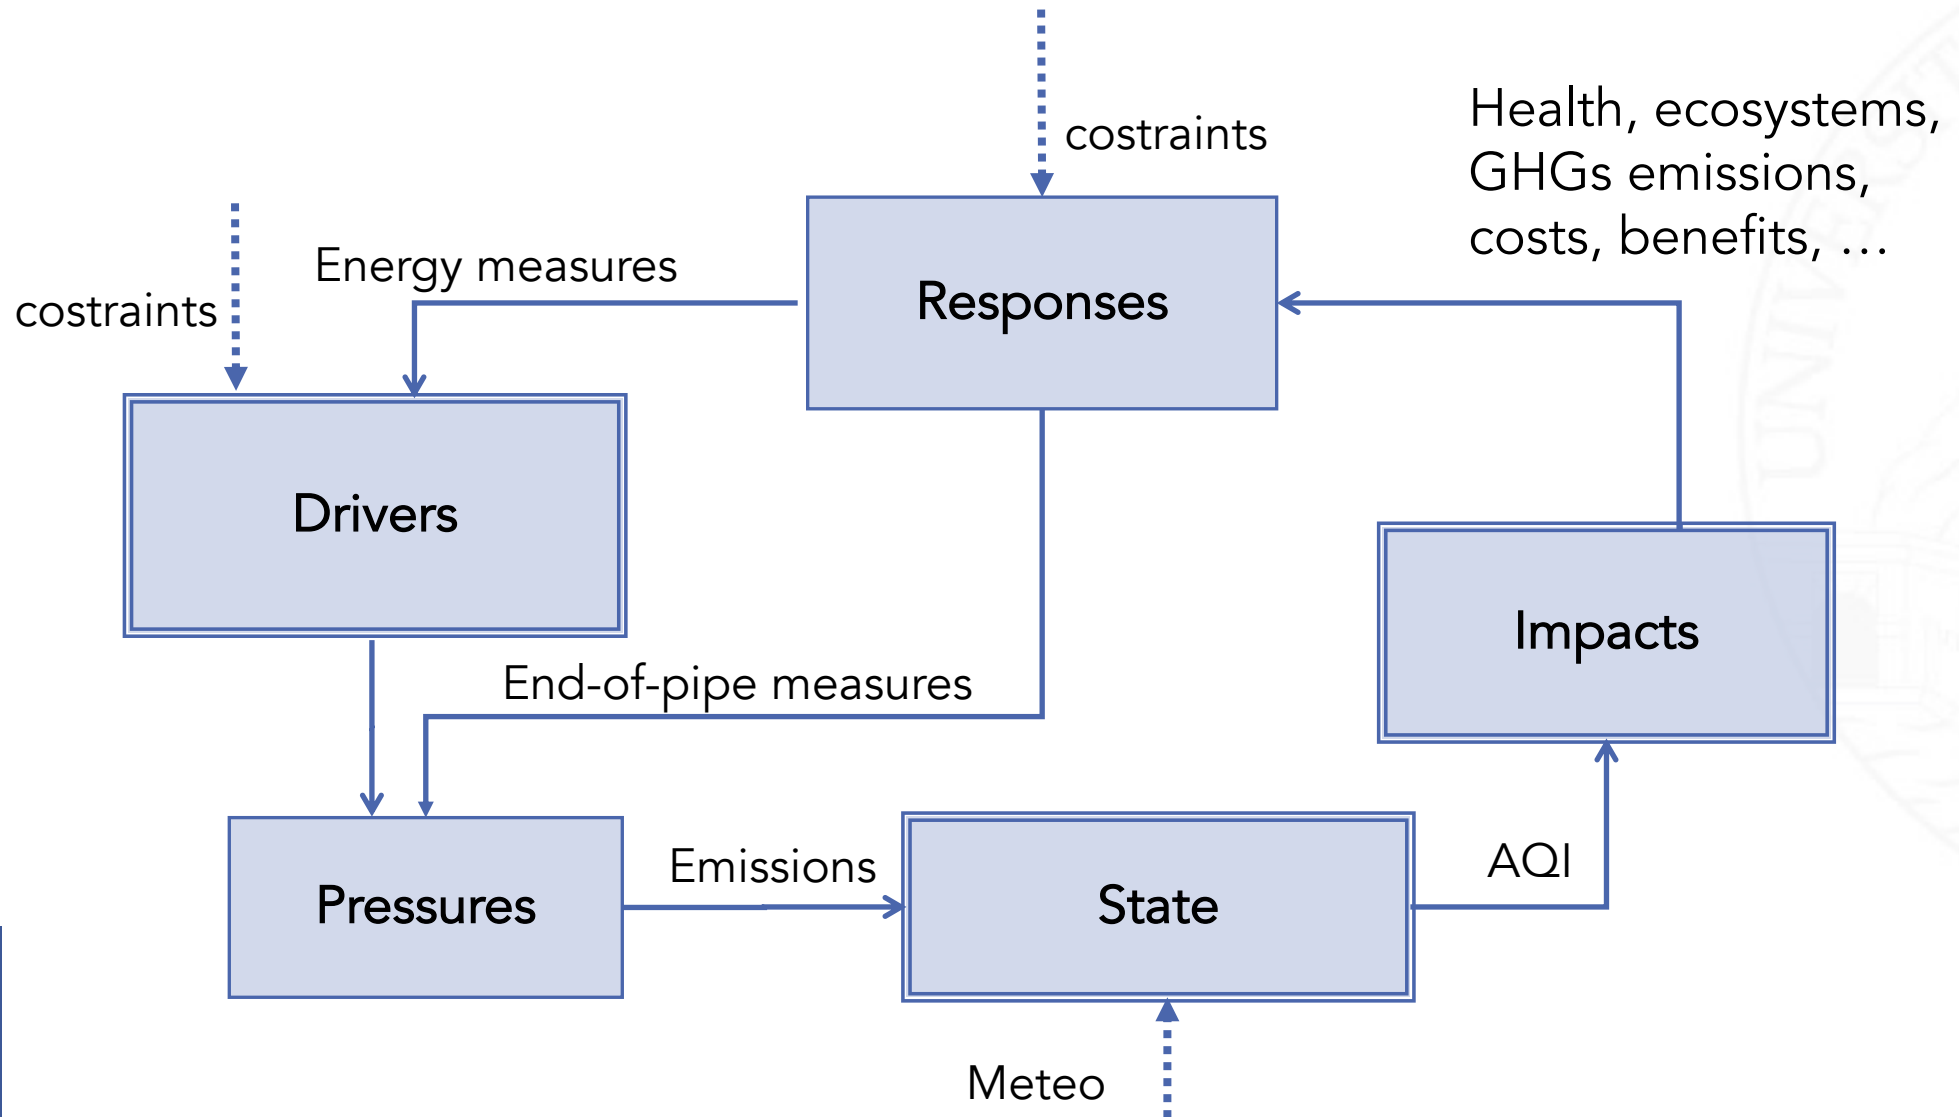 costraints
Health, ecosystems,
GHGs emissions,
costs, benefits, …
Energy measures
costraints
Responses
Drivers
Impacts
End-of-pipe measures
Emissions
AQI
Pressures
State
Meteo
UNIVERSIT